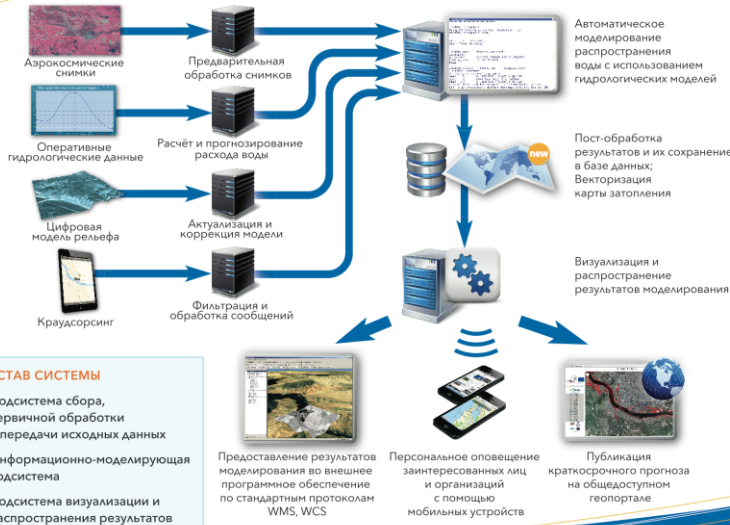 Аэрокосмические
снимки
Предварительная
обработка снимков
Автоматическое
моделирование
распространения
воды с использованием
гидрологических моделей
Оперативные
гидрологические данные
Расчёт и прогнозирование
расхода воды
new
Пост-обработка
результатов и их сохранение
в базе данных;
Векторизация
карты затопления
Цифровая
модель рельефа
Актуализация и
коррекция модели
Краудсорсинг
Фильтрация и
обработка сообщений
Визуализация и
распространение
результатов моделирования
СТАВ СИСТЕМЫ
одсистема сбора,
ервичной обработки
передачи исходных данных
нформационно-моделирующая
одсистема
одсистема визуализации и
аспространения результатов
Предоставление результатов
моделирования во внешнее
программное обеспечение
по стандартным протоколам
WMS, WCS
Персональное оповещение
заинтересованных лиц
и организаций
с помощью
мобильных устройств
Публикация
краткосрочного прогноза
на общедоступном
геопортале